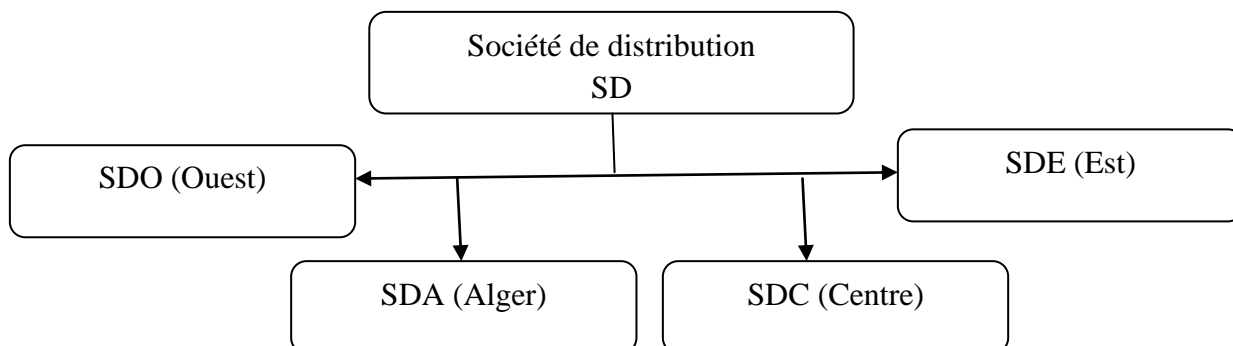 Société de distribution
SD
SDO (Ouest)
SDE (Est)
SDA (Alger)
SDC (Centre)